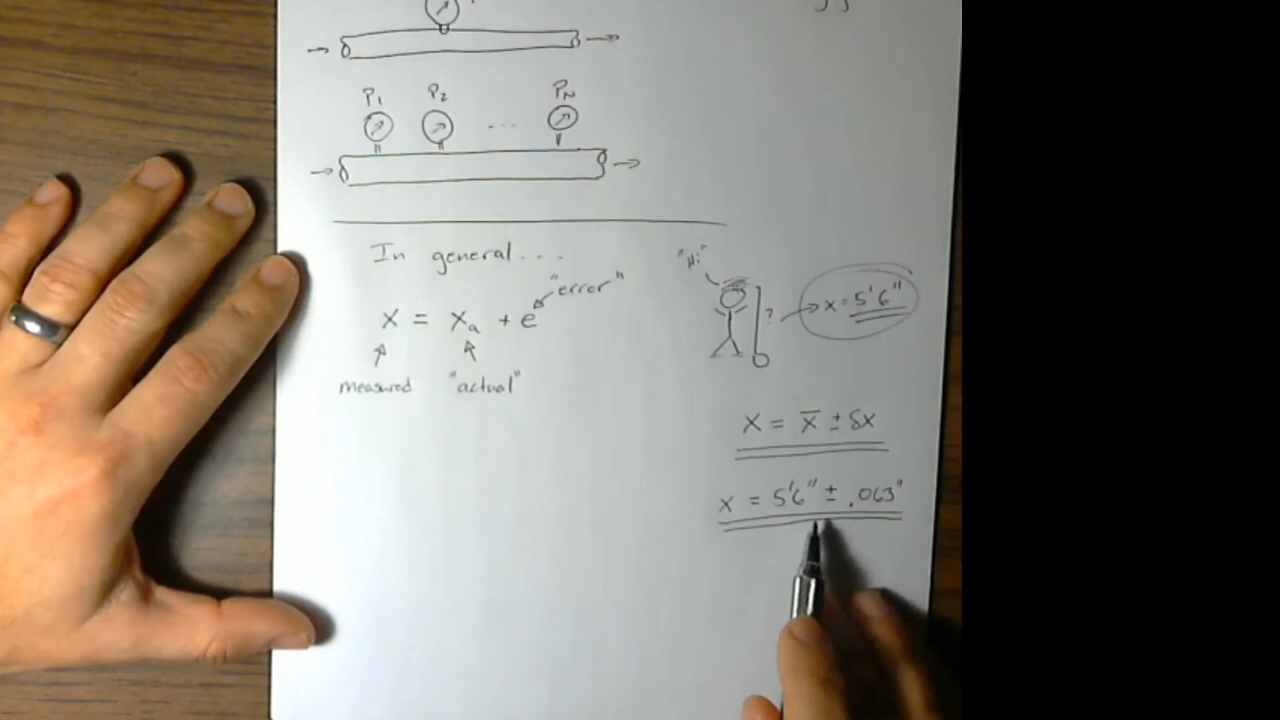 P1 P2 ... PN
In general...
"error"
"Hi"
x = xa + e
? → x = 5'6"
measured "actual"
x = x̄ ± δx
x = 5'6" ± .063"